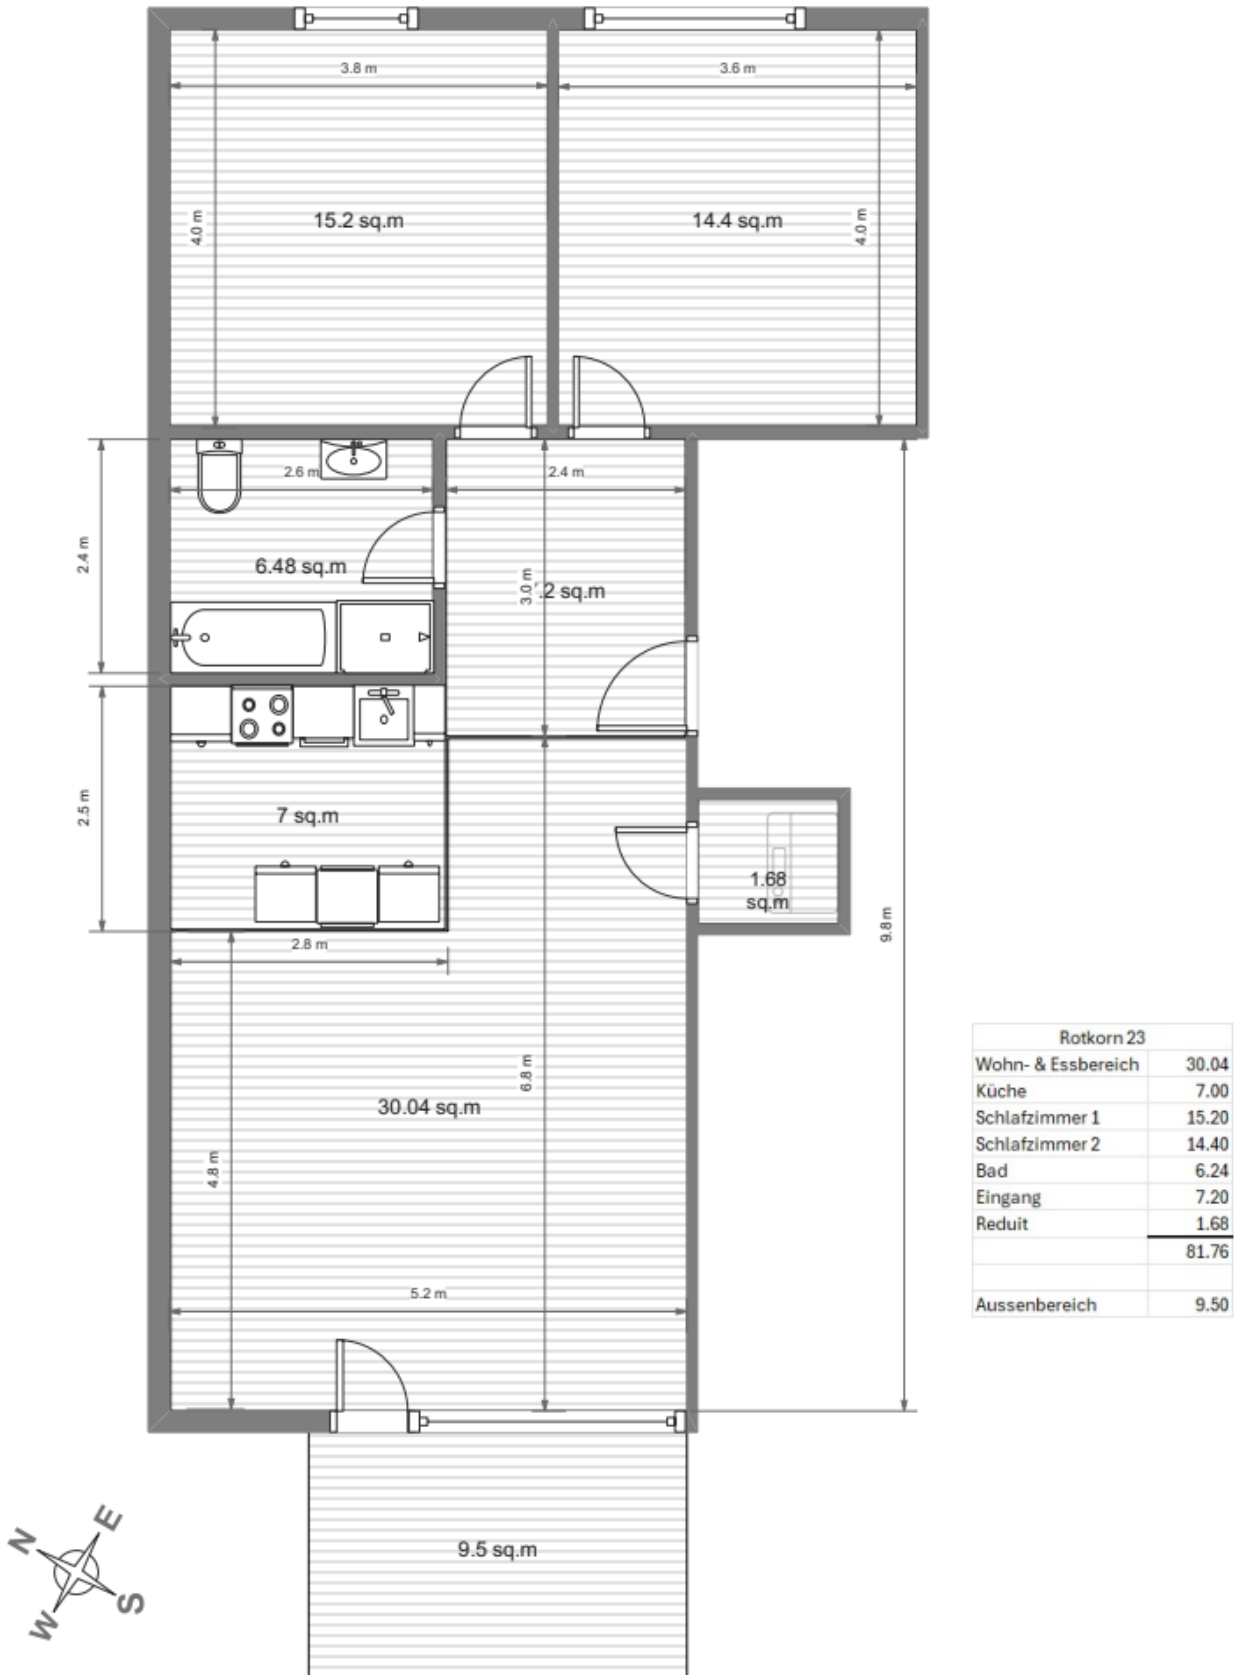 3.8 m
3.6 m
4.0 m
15.2 sq.m
14.4 sq.m
4.0 m
2.6 m
2.4 m
2.4 m
6.48 sq.m
3.0 m
.2 sq.m
2.5 m
7 sq.m
1.68
sq.m
9.8 m
2.8 m
6.8 m
30.04 sq.m
4.8 m
5.2 m
9.5 sq.m
Rotkorn 23
Wohn- & Essbereich 30.04
Küche 7.00
Schlafzimmer 1 15.20
Schlafzimmer 2 14.40
Bad 6.24
Eingang 7.20
Reduit 1.68
81.76
Aussenbereich 9.50
N
E
W
S